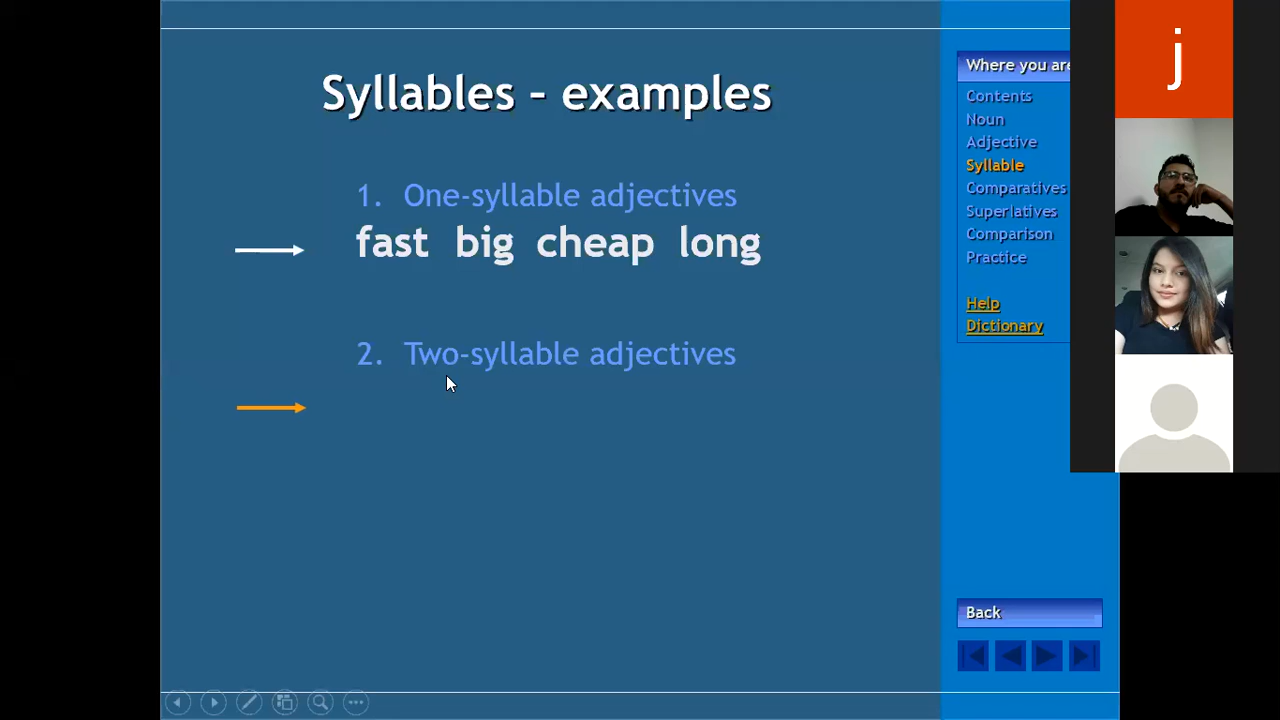 Syllables - examples
1. One-syllable adjectives
fast big cheap long
2. Two-syllable adjectives
Where you are
Contents
Noun
Adjective
Syllable
Comparatives
Superlatives
Comparison
Practice
Help
Dictionary
Back
j